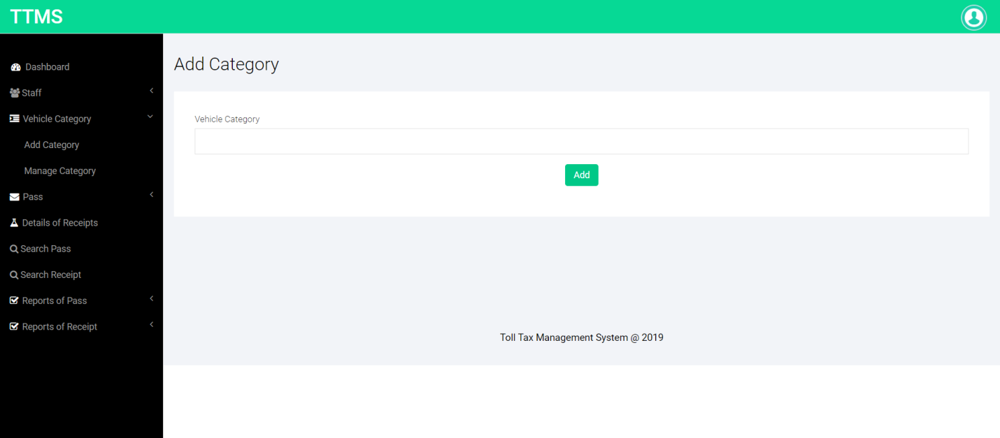 TTMS
Dashboard
Staff
Vehicle Category
Add Category
Manage Category
Pass
Details of Receipts
Search Pass
Search Receipt
Reports of Pass
Reports of Receipt
Add Category
Vehicle Category
Add
Toll Tax Management System @ 2019